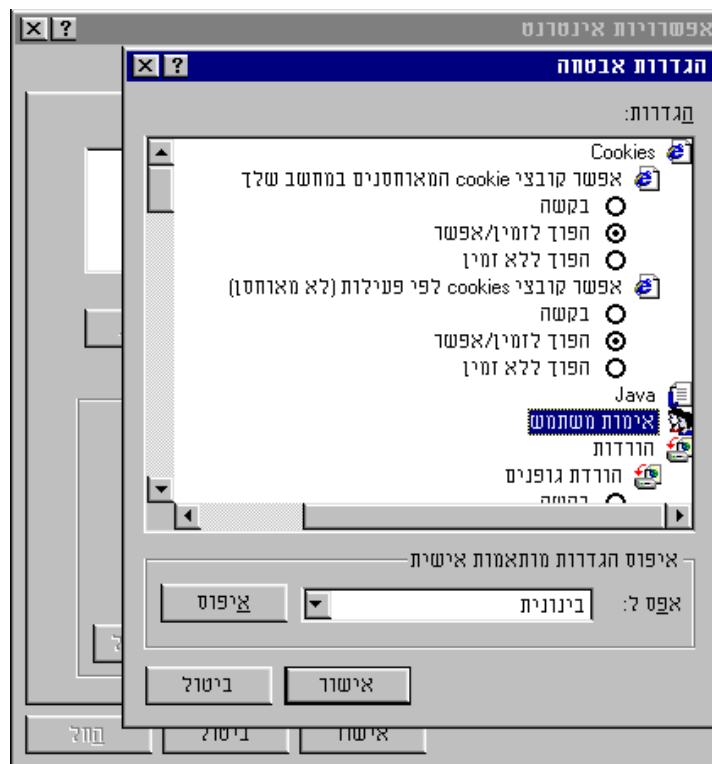 אפשרויות אינטרנט
הגדרות אבטחה
הגדרות:
Cookies
אפשר קובצי cookie המאוחסנים במחשב שלך
בקשה
הפוך לזמין/אפשר
הפוך ללא זמין
אפשר קובצי cookies לפי פעילות (לא מאוחסן)
בקשה
הפוך לזמין/אפשר
הפוך ללא זמין
Java
אימות משתמש
הורדות
הורדת גופנים
בקשה
איפוס הגדרות מותאמות אישית
אפס ל:
בינונית
איפוס
אישור
ביטול
אישור
ביטול
החל